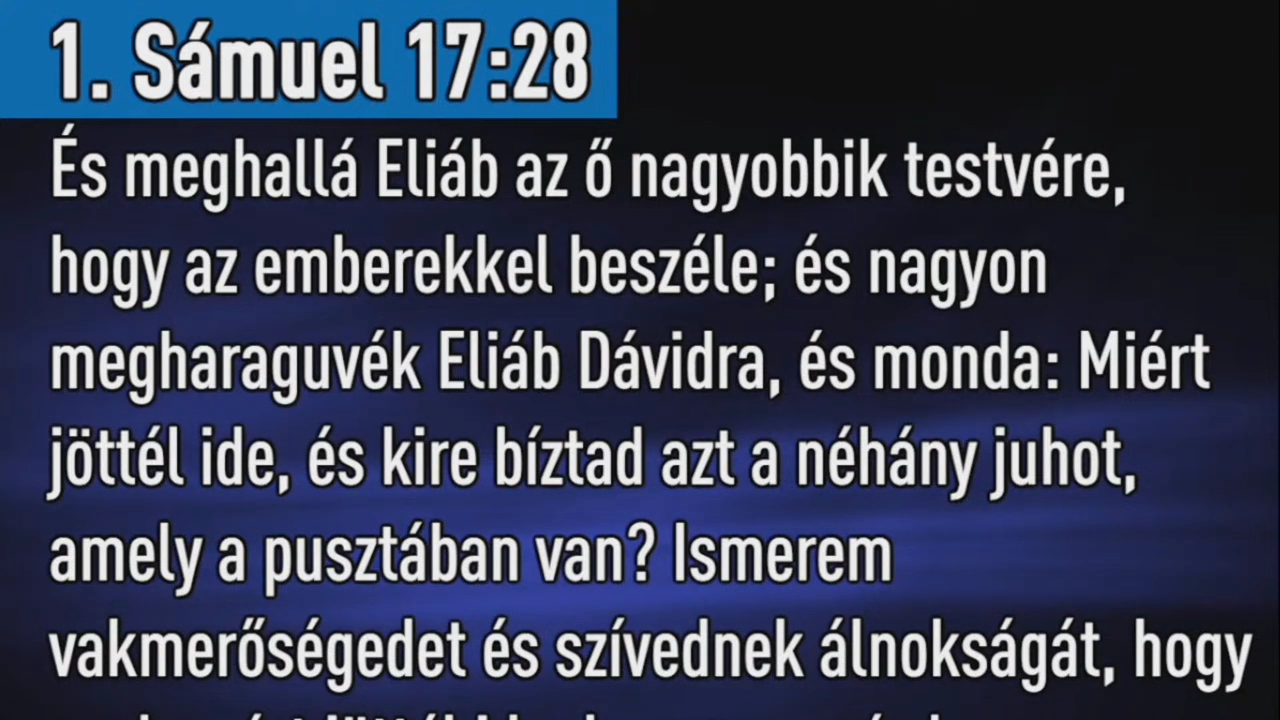 1. Sámuel 17:28
És meghallá Eliáb az ő nagyobbik testvére,
hogy az emberekkel beszéle; és nagyon
megharaguvék Eliáb Dávidra, és monda: Miért
jöttél ide, és kire bíztad azt a néhány juhot,
amely a pusztában van? Ismerem
vakmerőségedet és szívednek álnokságát, hogy